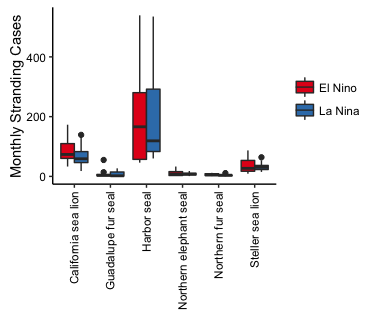 Monthly Stranding Cases
400
200
0
El Nino
La Nina
California sea lion
Guadalupe fur seal
Harbor seal
Northern elephant seal
Northern fur seal
Steller sea lion